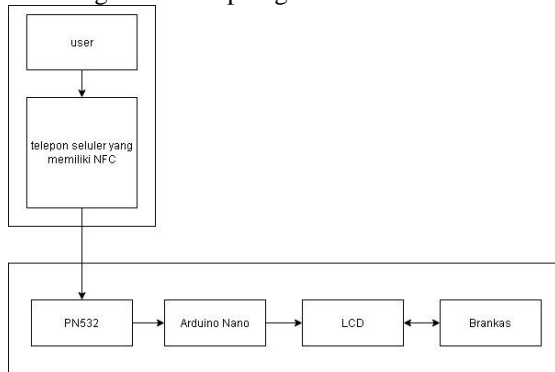 user
telepon seluler yang
memiliki NFC
PN532
Arduino Nano
LCD
Brankas